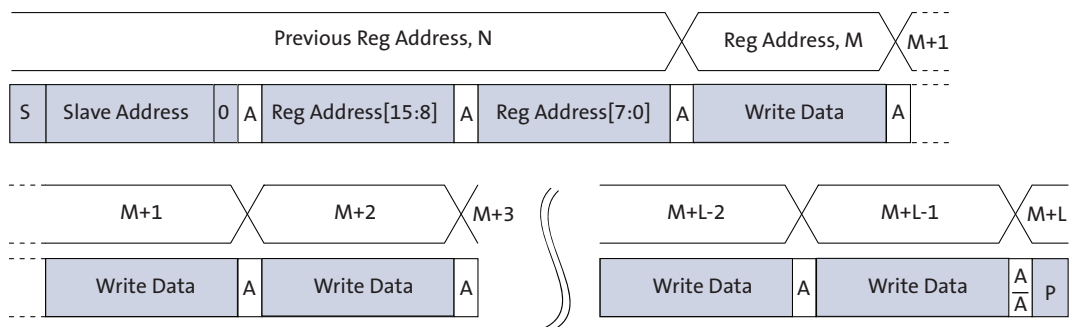 Previous Reg Address, N Reg Address, M M+1
S Slave Address 0 A Reg Address[15:8] A Reg Address[7:0] A Write Data A
M+1 M+2 M+3 M+L-2 M+L-1 M+L
Write Data A Write Data A Write Data A Write Data A P
A